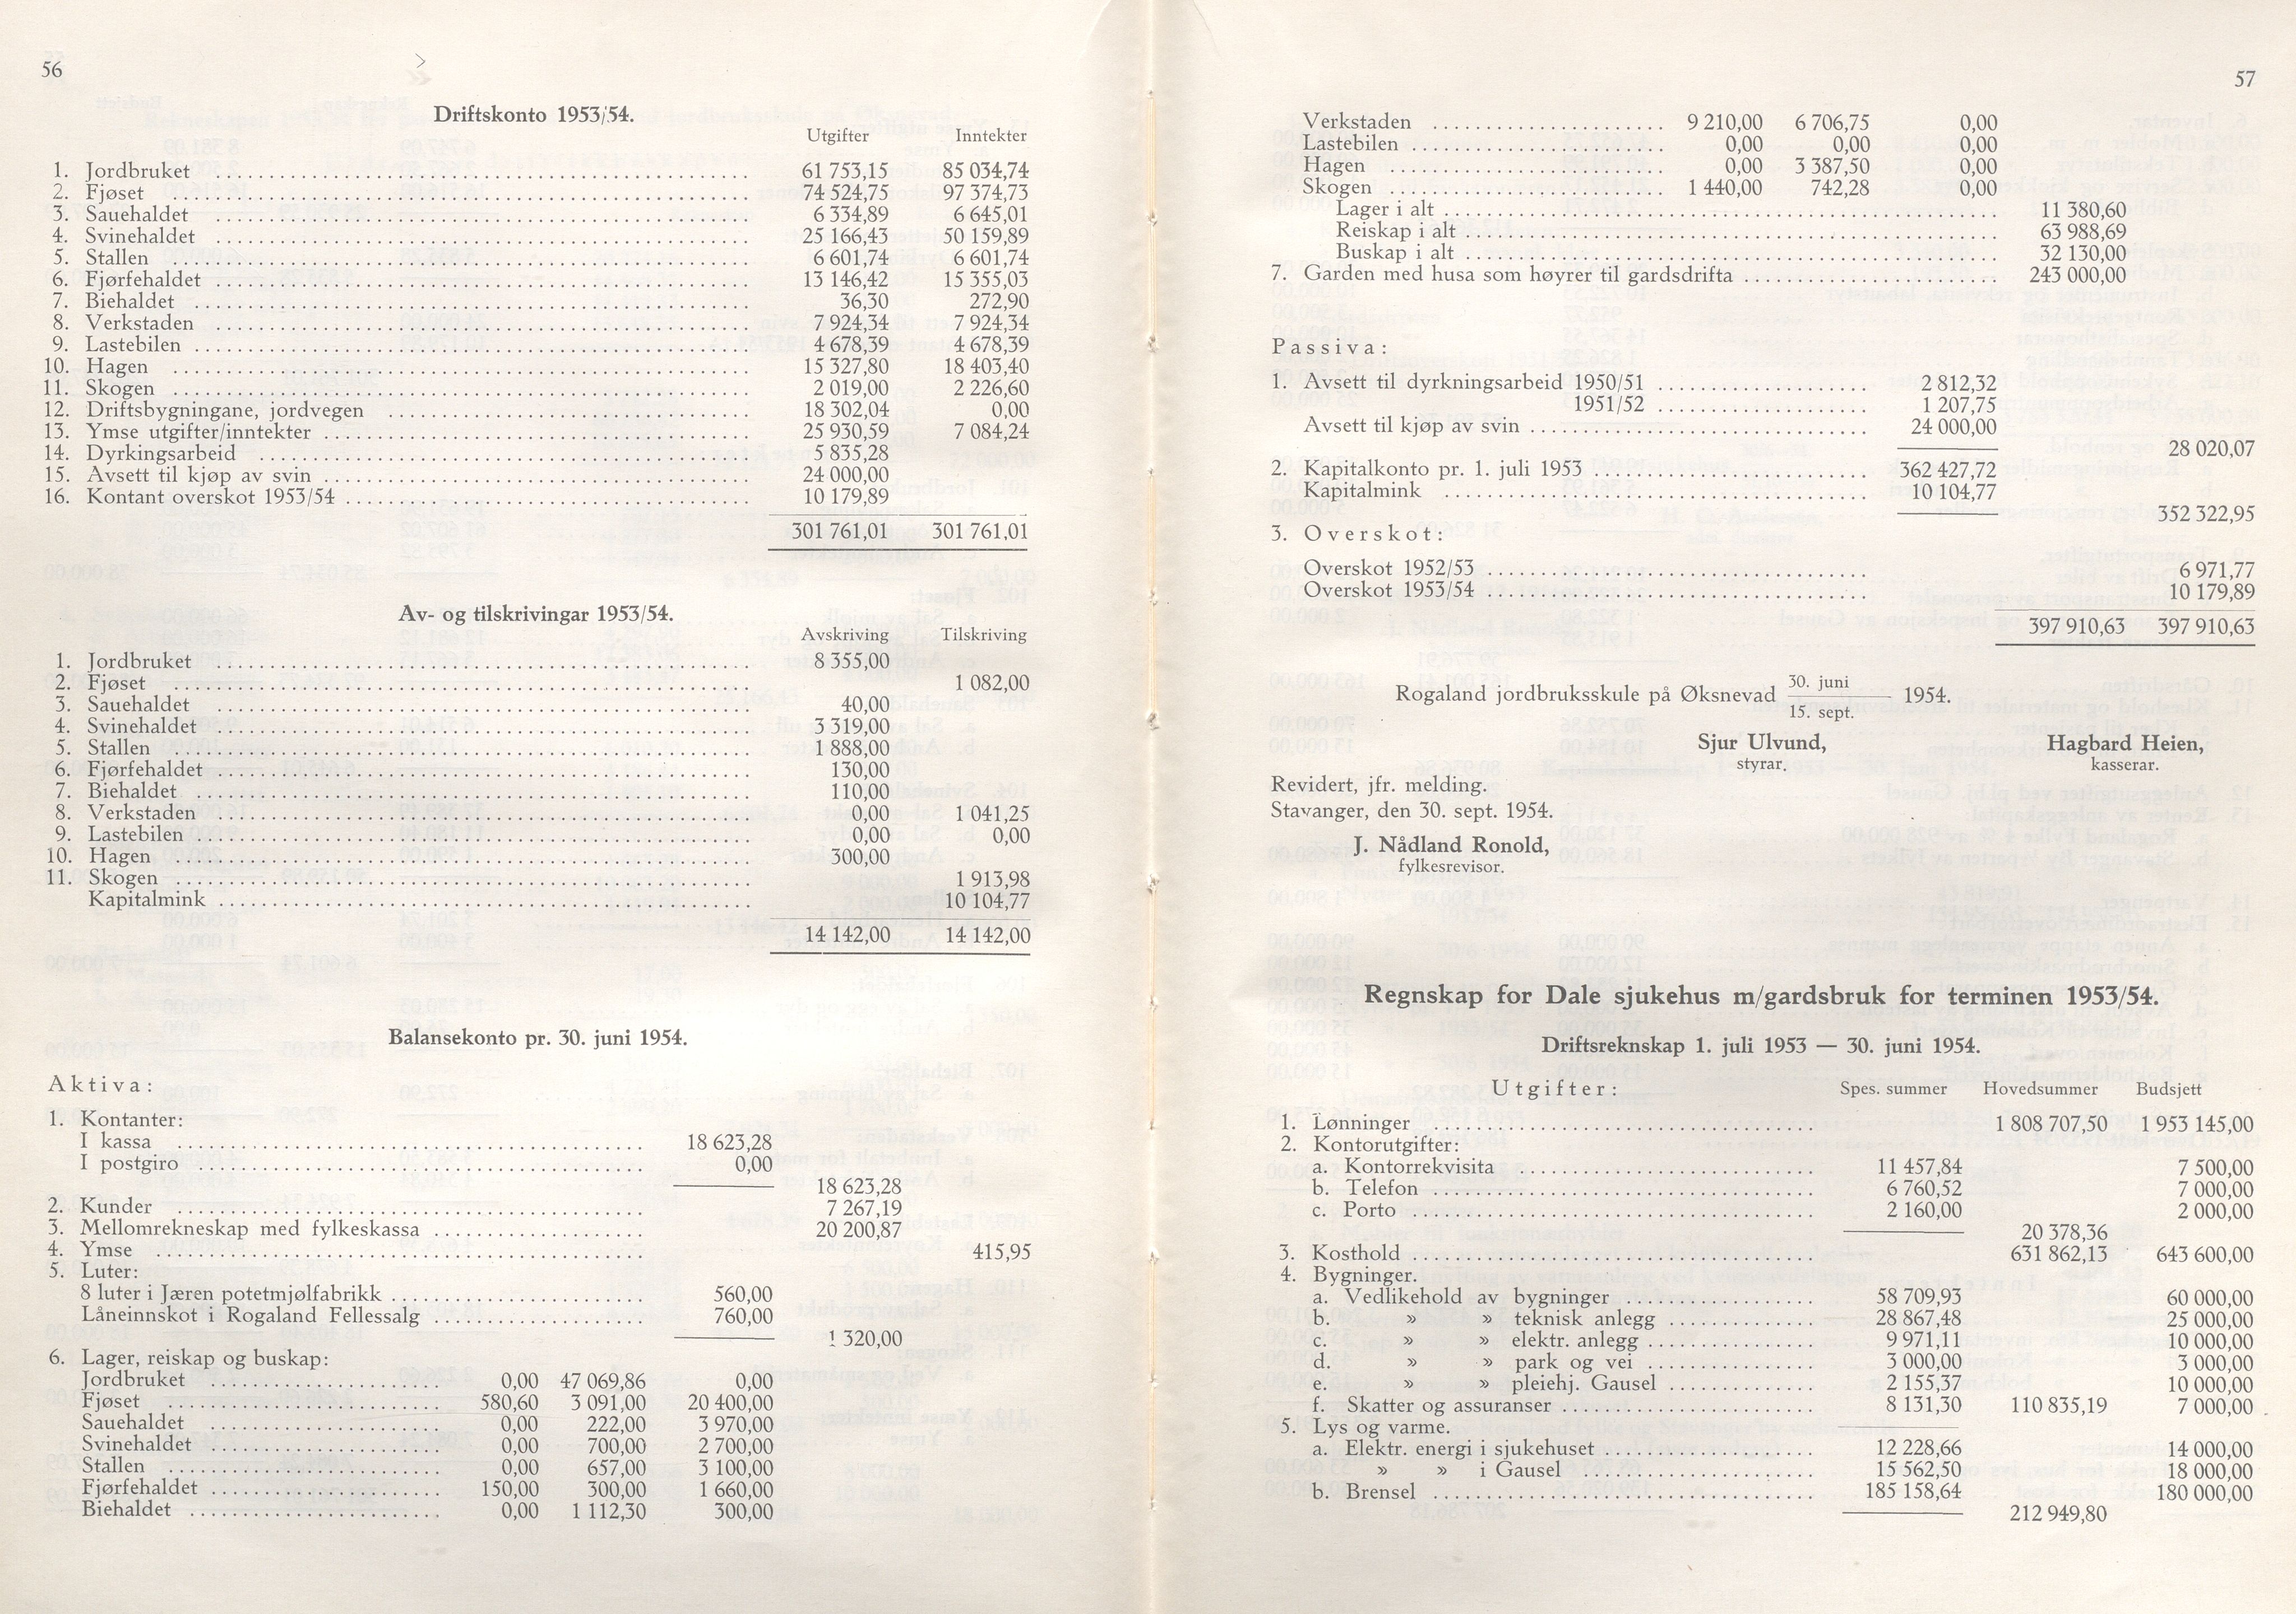 56
Driftskonto 1953/54.
Utgifter Inntekter
1. Jordbruket 61 753,15 85 034,74
2. Fjøset 74 524,75 97 374,73
3. Sauehaldet 6 334,89 6 645,01
4. Svinehaldet 25 166,43 50 159,89
5. Stallen 6 601,74 6 601,74
6. Fjørfehaldet 13 146,42 15 355,03
7. Biehaldet 36,30 272,90
8. Verkstaden 7 924,34 7 924,34
9. Lastebilen 4 678,39 4 678,39
10. Hagen 15 327,80 18 403,40
11. Skogen 2 019,00 2 226,60
12. Driftsbygningane, jordvegen 18 302,04 0,00
13. Ymse utgifter/inntekter 25 930,59 7 084,24
14. Dyrkingsarbeid 5 835,28
15. Avsett til kjøp av svin 24 000,00
16. Kontant overskot 1953/54 10 179,89
301 761,01 301 761,01
Av- og tilskrivingar 1953/54.
Avskriving Tilskriving
1. Jordbruket 8 355,00
2. Fjøset 1 082,00
3. Sauehaldet 40,00
4. Svinehaldet 3 319,00
5. Stallen 1 888,00
6. Fjørfehaldet 130,00
7. Biehaldet 110,00
8. Verkstaden 0,00 1 041,25
9. Lastebilen 0,00 0,00
10. Hagen 300,00
11. Skogen 1 913,98
Kapitalmink 10 104,77
14 142,00 14 142,00
Balansekonto pr. 30. juni 1954.
Aktiva:
1. Kontanter:
I kassa 18 623,28
I postgiro 0,00
18 623,28
2. Kunder 7 267,19
3. Mellomrekneskap med fylkeskassa 20 200,87
4. Ymse 415,95
5. Luter:
8 luter i Jæren potetmjølfabrikk 560,00
Låneinnskot i Rogaland Fellessalg 760,00
1 320,00
6. Lager, reiskap og buskap:
Jordbruket 0,00 47 069,86 0,00
Fjøset 580,60 3 091,00 20 400,00
Sauehaldet 0,00 222,00 3 970,00
Svinehaldet 0,00 700,00 2 700,00
Stallen 0,00 657,00 3 100,00
Fjørfehaldet 150,00 300,00 1 660,00
Biehaldet 0,00 1 112,30 300,00
57
Verkstaden 9 210,00 6 706,75 0,00
Lastebilen 0,00 0,00 0,00
Hagen 0,00 3 387,50 0,00
Skogen 1 440,00 742,28 0,00
Lager i alt 11 380,60
Reiskap i alt 63 988,69
Buskap i alt 32 130,00
7. Garden med husa som høyrer til gardsdrifta 243 000,00
Passiva:
1. Avsett til dyrkningsarbeid 1950/51 2 812,32
1951/52 1 207,75
Avsett til kjøp av svin 24 000,00
28 020,07
2. Kapitalkonto pr. 1. juli 1953 362 427,72
Kapitalmink 10 104,77
352 322,95
3. Overskot:
Overskot 1952/53 6 971,77
Overskot 1953/54 10 179,89
397 910,63 397 910,63
Rogaland jordbruksskule på Øksnevad 30. juni 1954.
15. sept.
Sjur Ulvund, Hagbard Heien,
styrar. kasserar.
Revidert, jfr. melding.
Stavanger, den 30. sept. 1954.
J. Nådland Ronold,
fylkesrevisor.
Regnskap for Dale sjukehus m/gardsbruk for terminen 1953/54.
Driftsreknskap 1. juli 1953 — 30. juni 1954.
Utgifter: Spes. summer Hovedsummer Budsjett
1. Lønninger 1 808 707,50 1 953 145,00
2. Kontorutgifter:
a. Kontorrekvisita 11 457,84 7 500,00
b. Telefon 6 760,52 7 000,00
c. Porto 2 160,00 2 000,00
20 378,36
3. Kosthold 631 862,13 643 600,00
4. Bygninger.
a. Vedlikehold av bygninger 58 709,93 60 000,00
b. » » teknisk anlegg 28 867,48 25 000,00
c. » » elektr. anlegg 9 971,11 10 000,00
d. » » park og vei 3 000,00 3 000,00
e. » » pleiehj. Gausel 2 155,37 10 000,00
f. Skatter og assuranser 8 131,30 110 835,19 7 000,00
5. Lys og varme.
a. Elektr. energi i sjukehuset 12 228,66 14 000,00
» » i Gausel 15 562,50 18 000,00
b. Brensel 185 158,64 180 000,00
212 949,80